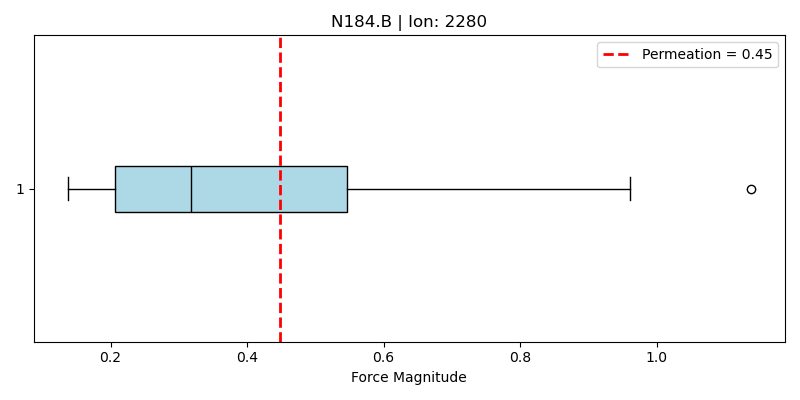 N184.B | Ion: 2280
Permeation = 0.45
1
0.2 0.4 0.6 0.8 1.0
Force Magnitude